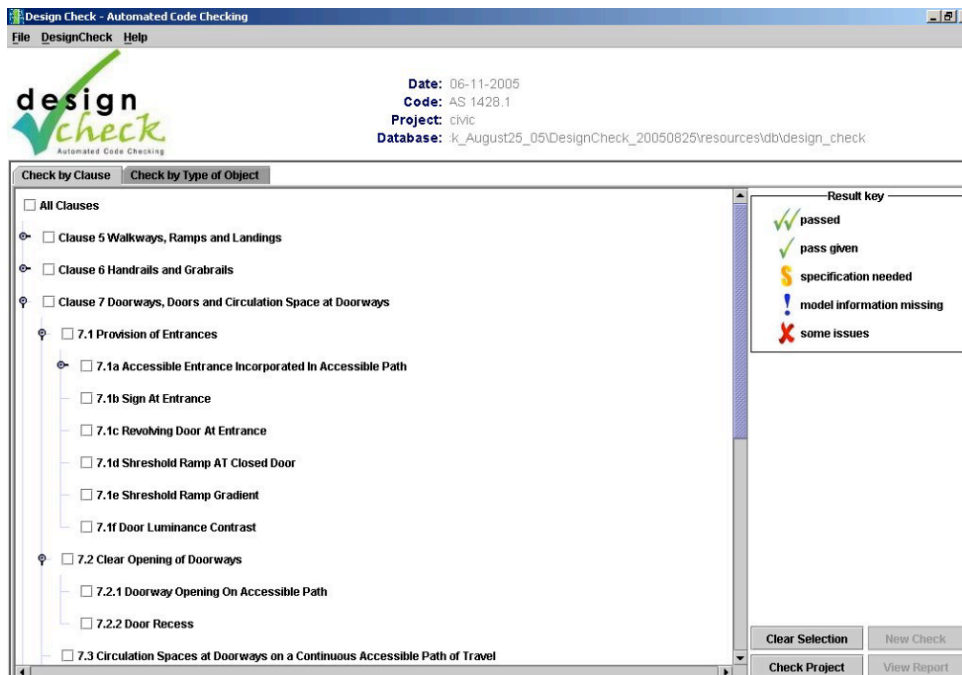 Design Check - Automated Code Checking
File DesignCheck Help
design
check
Automated Code Checking
Date: 06-11-2005
Code: AS 1428.1
Project: civic
Database: :k_August25_05\DesignCheck_20050825\resources\db\design_check
Check by Clause Check by Type of Object
All Clauses
Clause 5 Walkways, Ramps and Landings
Clause 6 Handrails and Grabrails
Clause 7 Doorways, Doors and Circulation Space at Doorways
7.1 Provision of Entrances
7.1a Accessible Entrance Incorporated In Accessible Path
7.1b Sign At Entrance
7.1c Revolving Door At Entrance
7.1d Threshold Ramp AT Closed Door
7.1e Threshold Ramp Gradient
7.1f Door Luminance Contrast
7.2 Clear Opening of Doorways
7.2.1 Doorway Opening On Accessible Path
7.2.2 Door Recess
7.3 Circulation Spaces at Doorways on a Continuous Accessible Path of Travel
Result key
passed
pass given
specification needed
model information missing
some issues
Clear Selection New Check
Check Project View Report